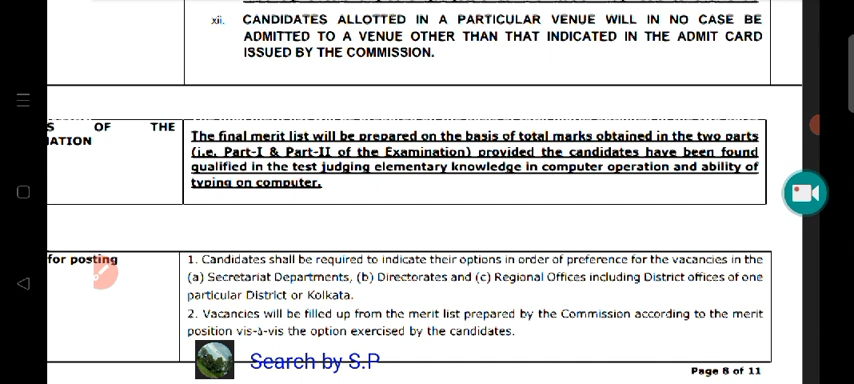 xii. CANDIDATES ALLOTTED IN A PARTICULAR VENUE WILL IN NO CASE BE
ADMITTED TO A VENUE OTHER THAN THAT INDICATED IN THE ADMIT CARD
ISSUED BY THE COMMISSION.
S OF THE
IATION
The final merit list will be prepared on the basis of total marks obtained in the two parts
(i.e. Part-I & Part-II of the Examination) provided the candidates have been found
qualified in the test judging elementary knowledge in computer operation and ability of
typing on computer.
for posting
1. Candidates shall be required to indicate their options in order of preference for the vacancies in the
(a) Secretariat Departments, (b) Directorates and (c) Regional Offices including District offices of one
particular District or Kolkata.
2. Vacancies will be filled up from the merit list prepared by the Commission according to the merit
position vis-à-vis the option exercised by the candidates.
Search by S.P
Page 8 of 11